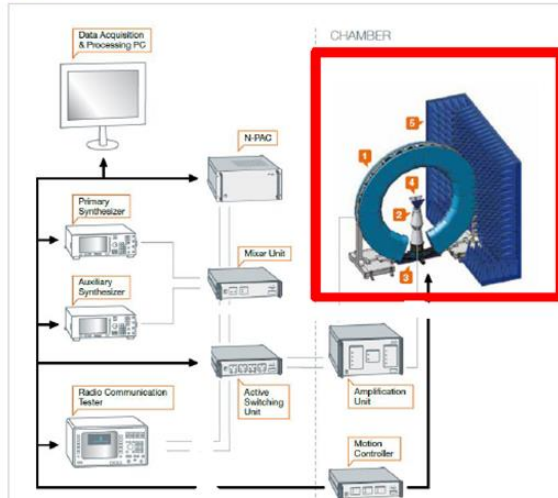 Data Acquisition
& Processing PC
CHAMBER
N-PAC
5
1
4
2
3
Primary
Synthesizer
Mixer Unit
Auxiliary
Synthesizer
Radio Communication
Tester
Active
Switching
Unit
Amplification
Unit
Motion
Controller